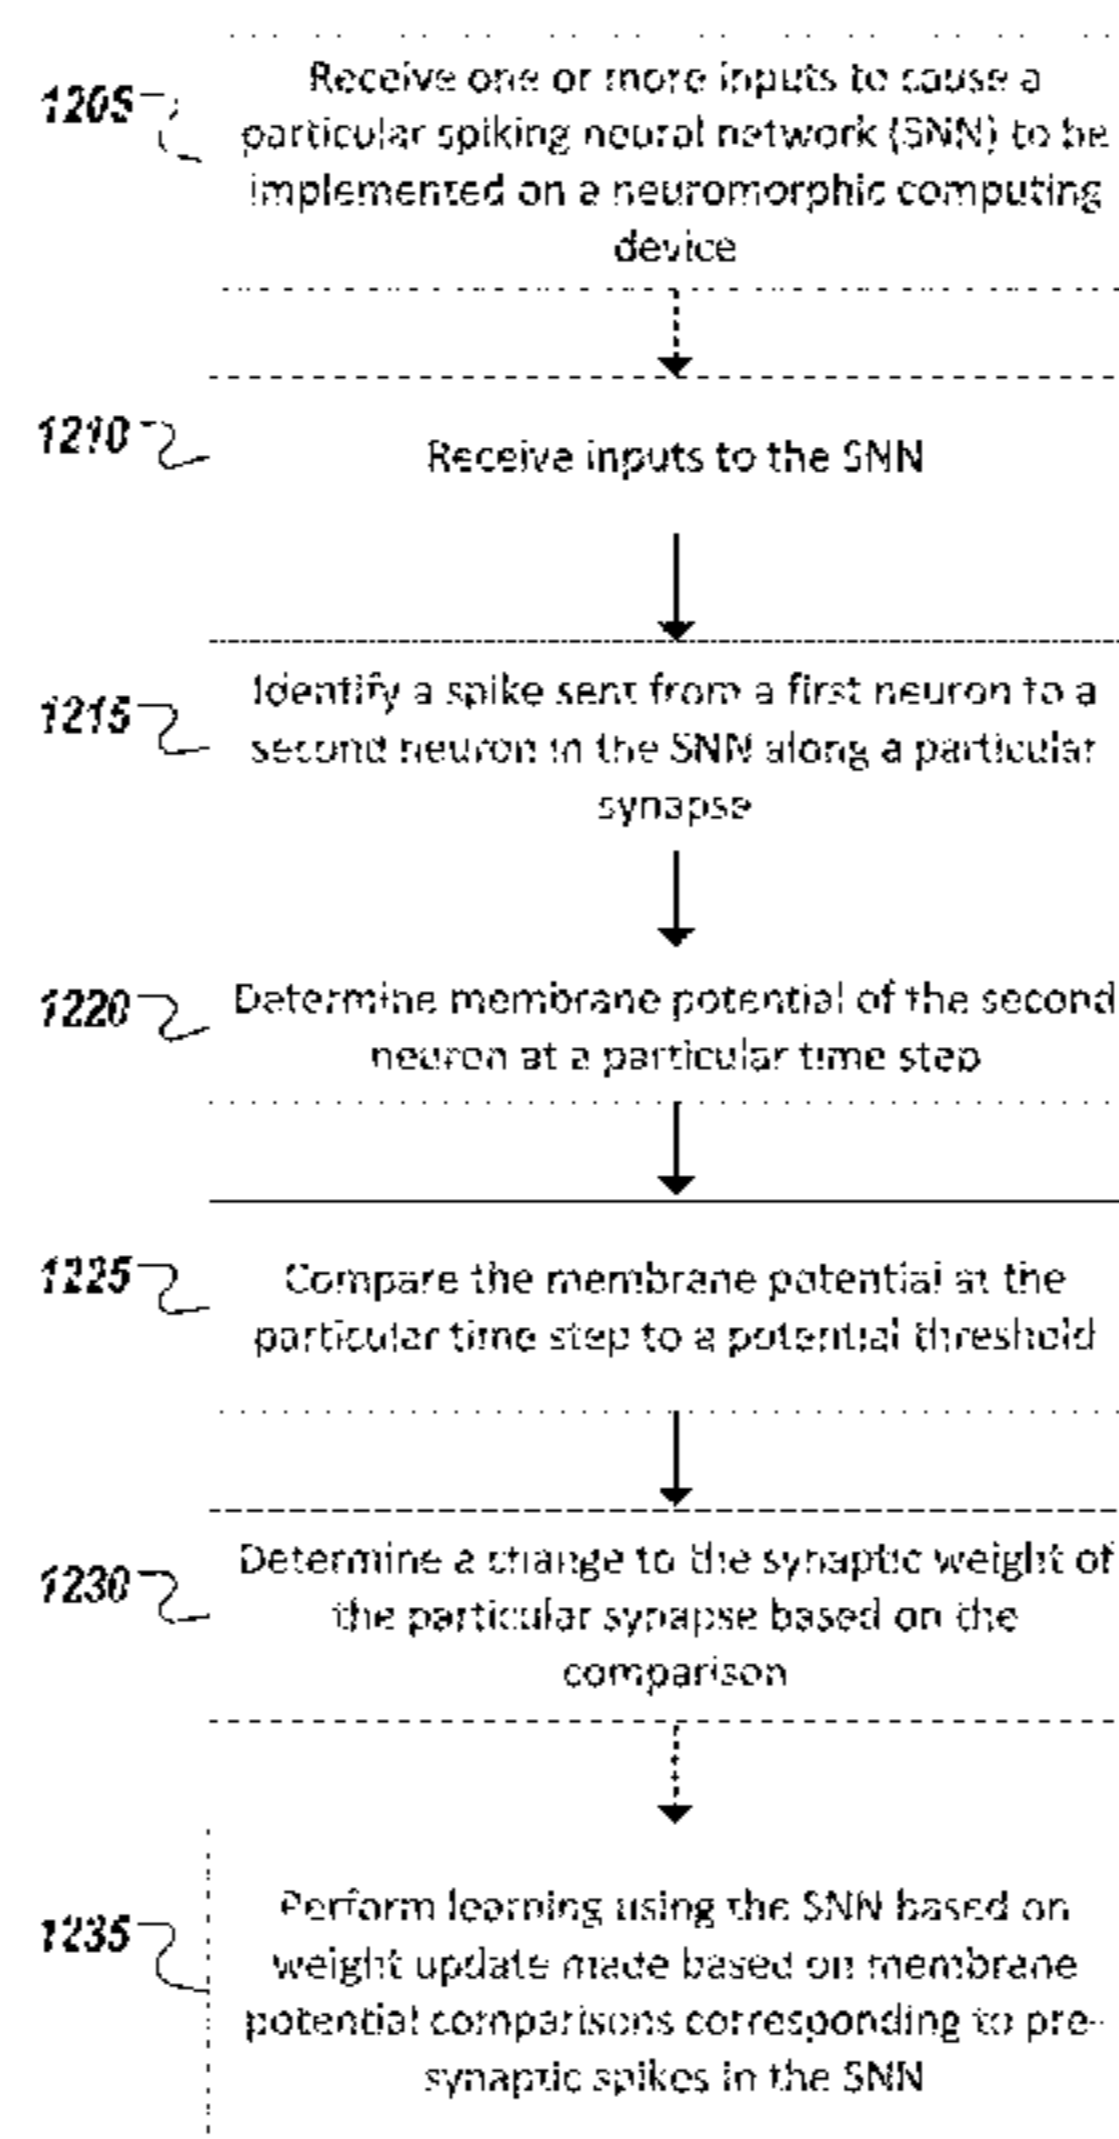 1205
Receive one or more inputs to cause a
particular spiking neural network (SNN) to be
implemented on a neuromorphic computing
device
1210
Receive inputs to the SNN
1215
Identify a spike sent from a first neuron to a
second neuron in the SNN along a particular
synapse
1220
Determine membrane potential of the second
neuron at a particular time step
1225
Compare the membrane potential at the
particular time step to a potential threshold
1230
Determine a change to the synaptic weight of
the particular synapse based on the
comparison
1235
Perform learning using the SNN based on
weight update made based on membrane
potential comparisons corresponding to pre-
synaptic spikes in the SNN